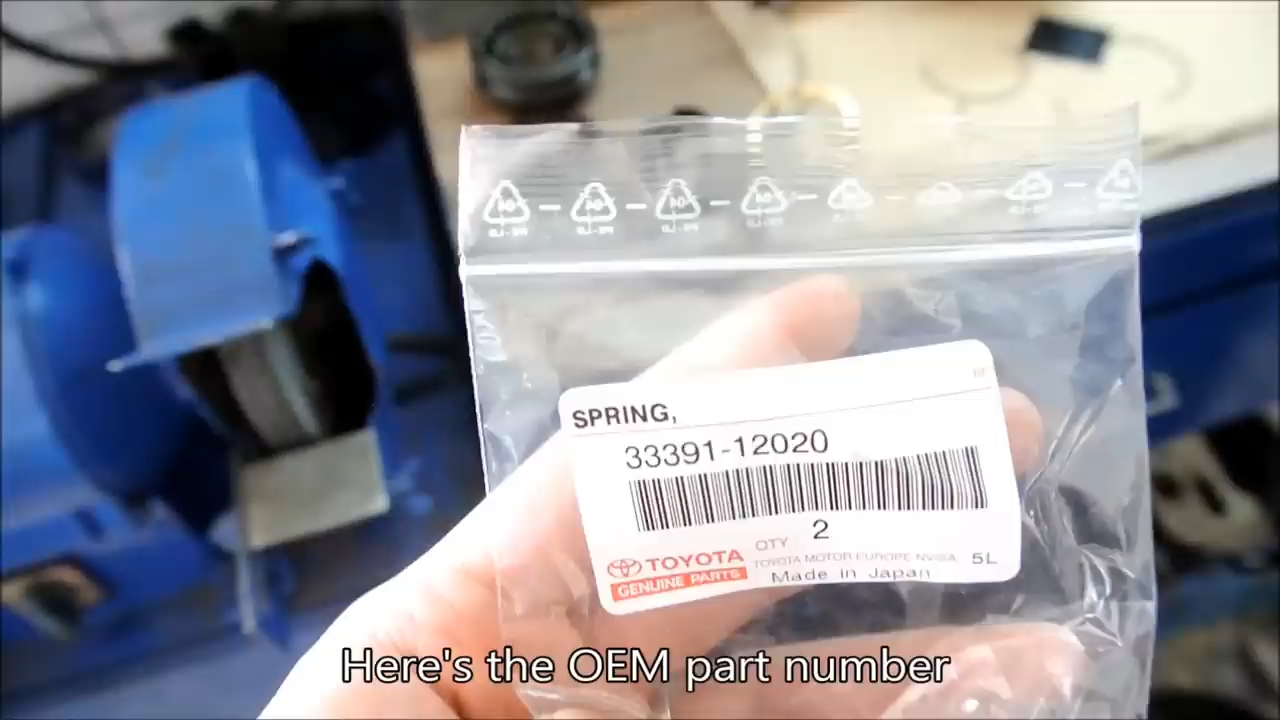 SPRING,
33391-12020
QTY 2
TOYOTA
GENUINE PARTS
TOYOTA MOTOR EUROPE NV/SA 5L
Made in Japan
Here's the OEM part number